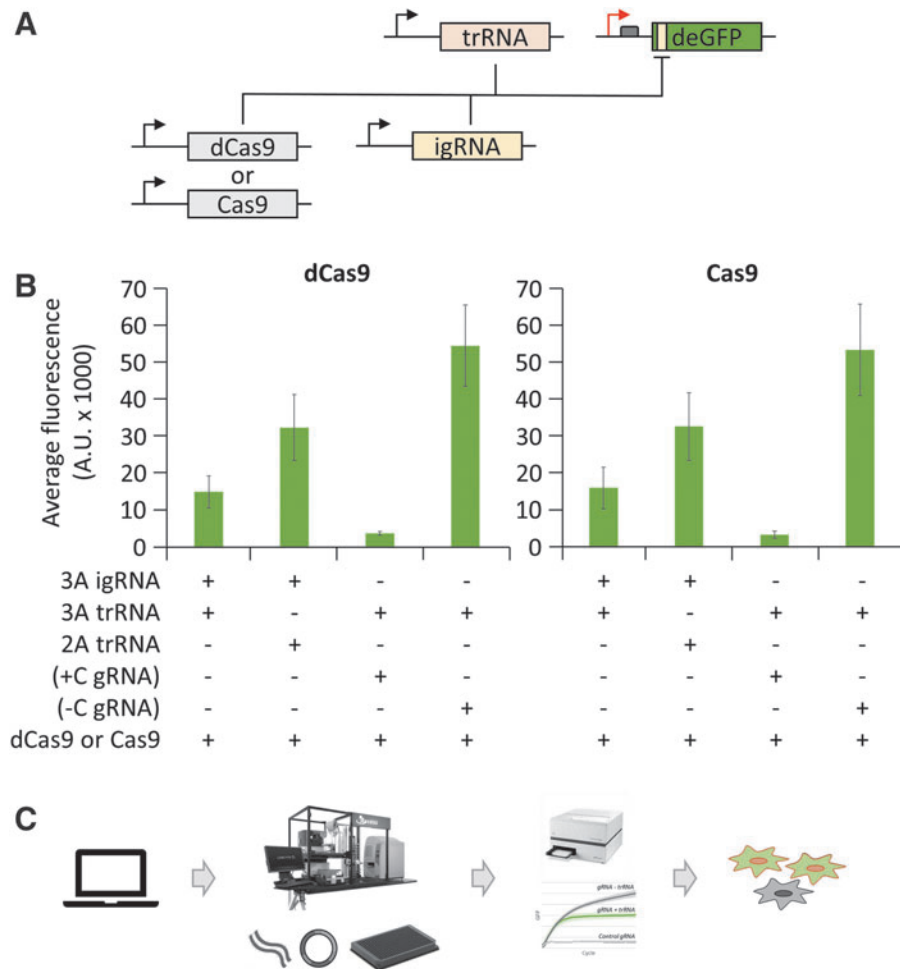 A
trRNA
deGFP
dCas9
or
Cas9
igRNA
B
dCas9
Cas9
Average fluorescence
(A.U. x 1000)
70
60
50
40
30
20
10
0
70
60
50
40
30
20
10
0
3A igRNA + + - - + + - -
3A trRNA + - + + + - + +
2A trRNA - + - - - + - -
(+C gRNA) - - + - - - + -
(-C gRNA) - - - + - - - +
dCas9 or Cas9 + + + + + + + +
C
gRNA - trRNA
gRNA + trRNA
Control gRNA
GFP
Cycle